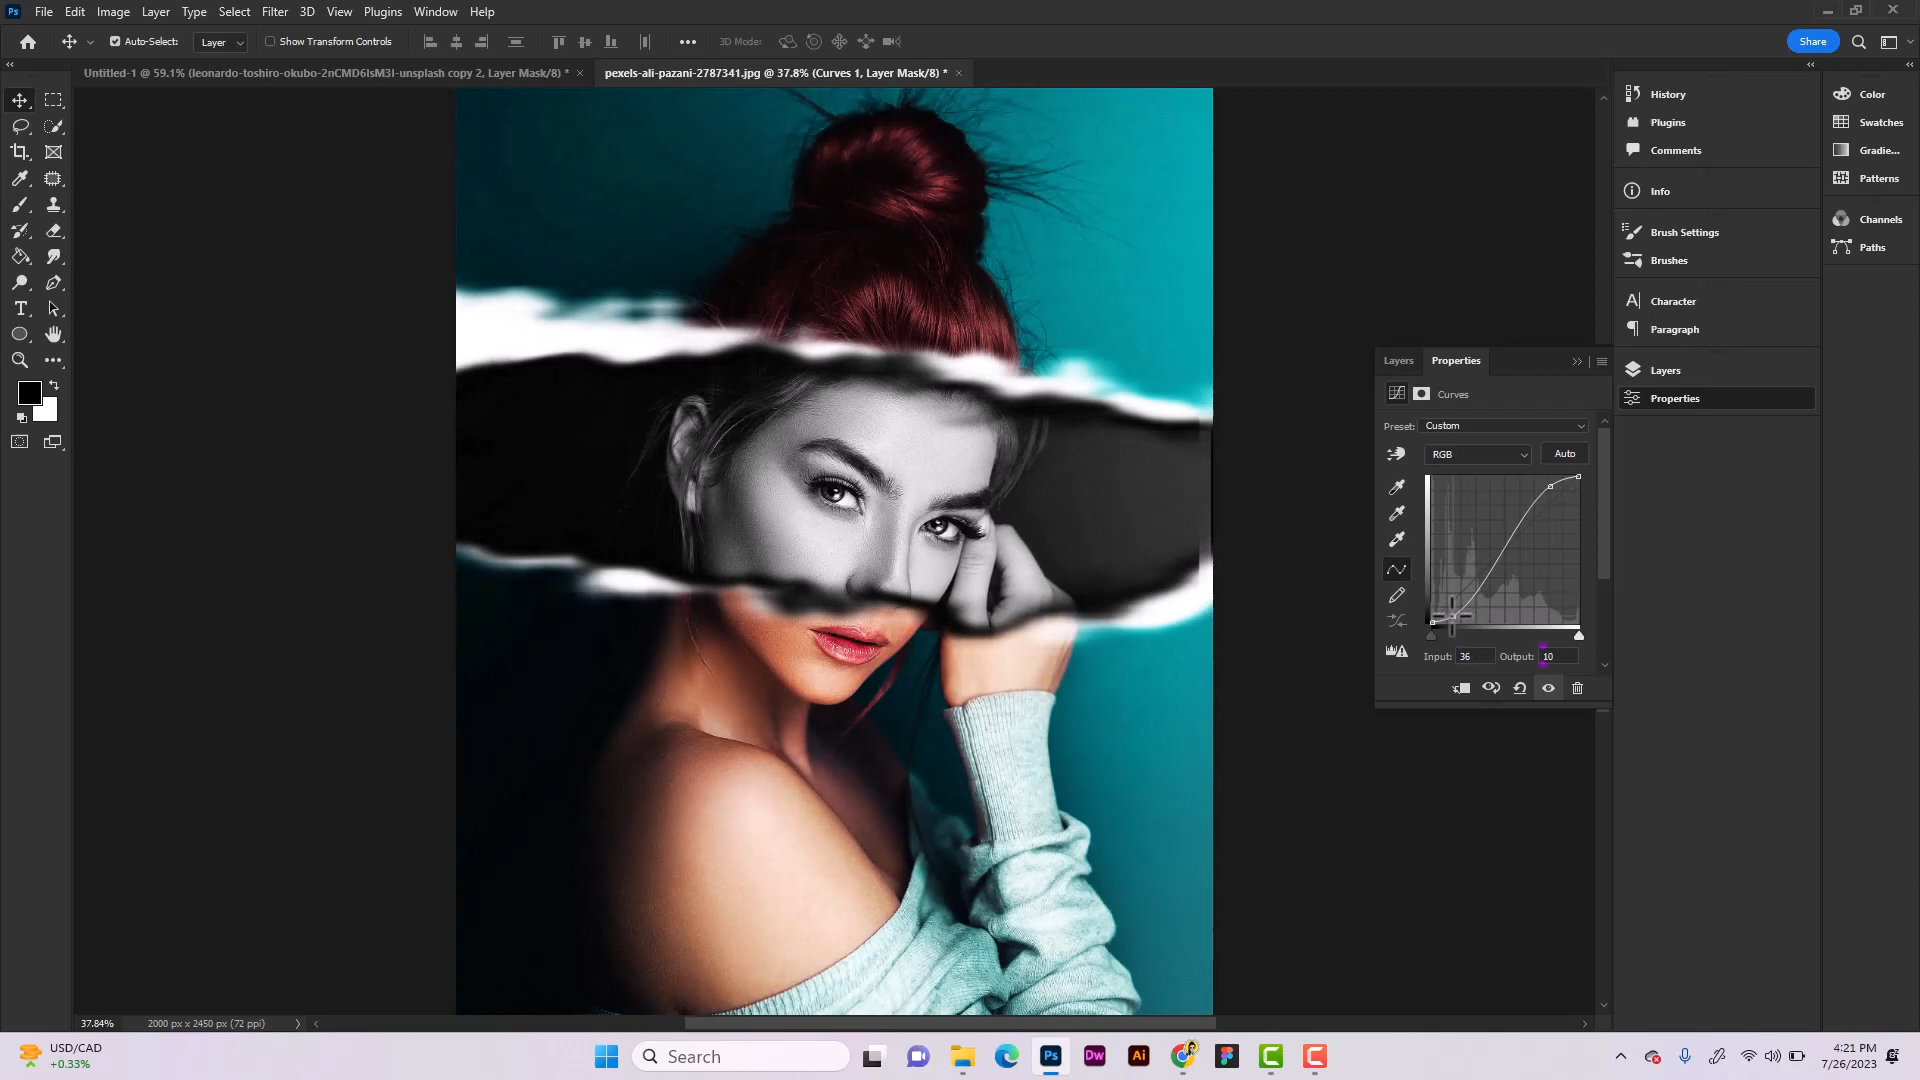 Ps File Edit Image Layer Type Select Filter 3D View Plugins Window Help
Auto-Select: Layer Show Transform Controls 3D Mode: Share
Untitled-1 @ 59.1% (leonardo-toshiro-okubo-2nCMD6IsM3I-unsplash copy 2, Layer Mask/8) * ×
pexels-ali-pazani-2787341.jpg @ 37.8% (Curves 1, Layer Mask/8) * ×
History
Plugins
Comments
Info
Brush Settings
Brushes
Character
Paragraph
Layers
Properties
Color
Swatches
Gradie...
Patterns
Channels
Paths
Layers Properties
Curves
Preset: Custom
RGB Auto
Input: 36 Output: 10
37.84% 2000 px x 2450 px (72 ppi)
USD/CAD
+0.33%
Search
Ps Dw Ai
4:21 PM
7/26/2023